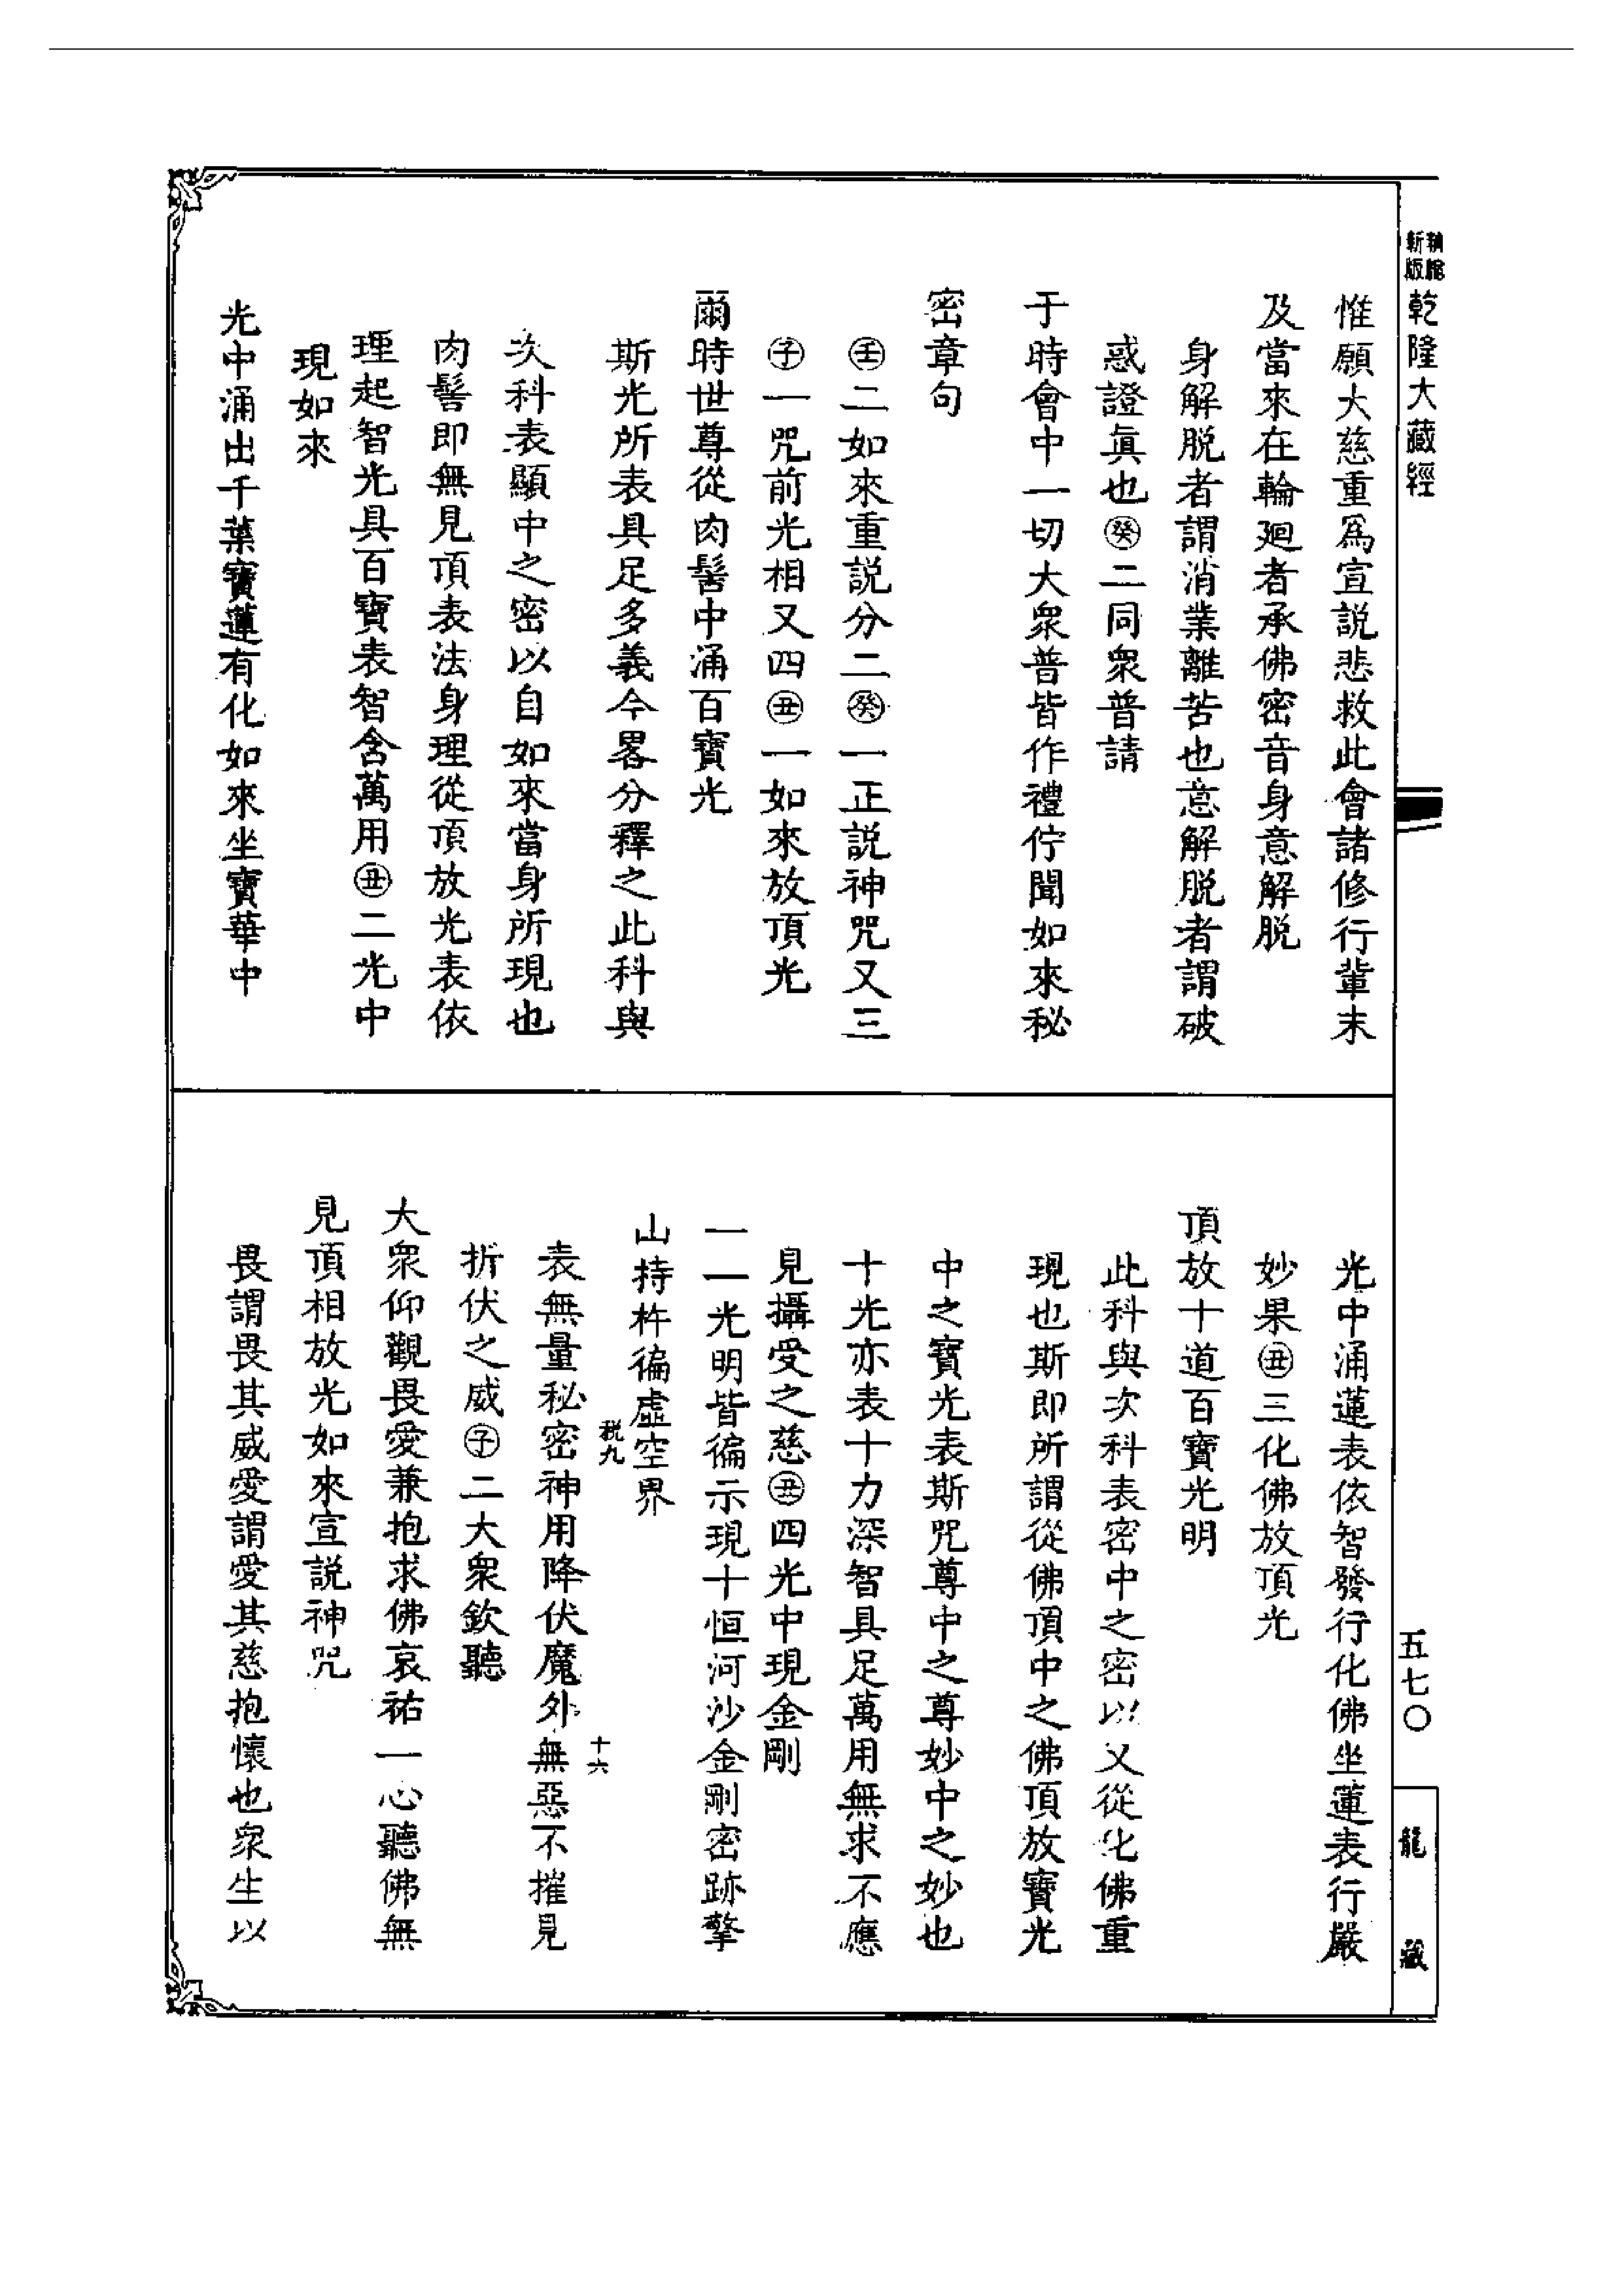 新版
乾隆大藏經
惟願大慈重爲宣説悲救此會諸修行輩末
及當來在輪廻者承佛密音身意解脱
身解脱者謂消業離苦也意解脱者謂破
惑證眞也㊎癸二同衆普請
于時會中一切大衆普皆作禮佇聞如來秘
密章句
壬二如來重説分二癸一正説神咒又三
子一咒前光相又四丑一如來放頂光
爾時世尊從肉髻中涌百寶光
斯光所表具足多義今畧分釋之此科與
次科表顯中之密以自如來當身所現也
肉髻即無見頂表法身理從頂放光表依
理起智光具百寶表智含萬用丑二光中
現如來
光中涌出千葉寶蓮有化如來坐寶華中
光中涌蓮表依智發行化佛坐蓮表行嚴
妙果丑三化佛放頂光
頂放十道百寶光明
此科與次科表密中之密以又從化佛重
現也斯即所謂從佛頂中之佛頂放寶光
中之寶光表斯咒尊中之尊妙中之妙也
十光亦表十力深智具足萬用無求不應
見攝受之慈丑四光中現金剛
一一光明皆徧示現十恒河沙金剛密跡擎
山持杵徧虛空界
税九
十六
表無量秘密神用降伏魔外無惡不摧見
折伏之威子二大衆欽聽
大衆仰觀畏愛兼抱求佛哀祐一心聽佛無
見頂相放光如來宣説神咒
畏謂畏其威愛謂愛其慈抱懷也衆生以
五七〇
龍藏